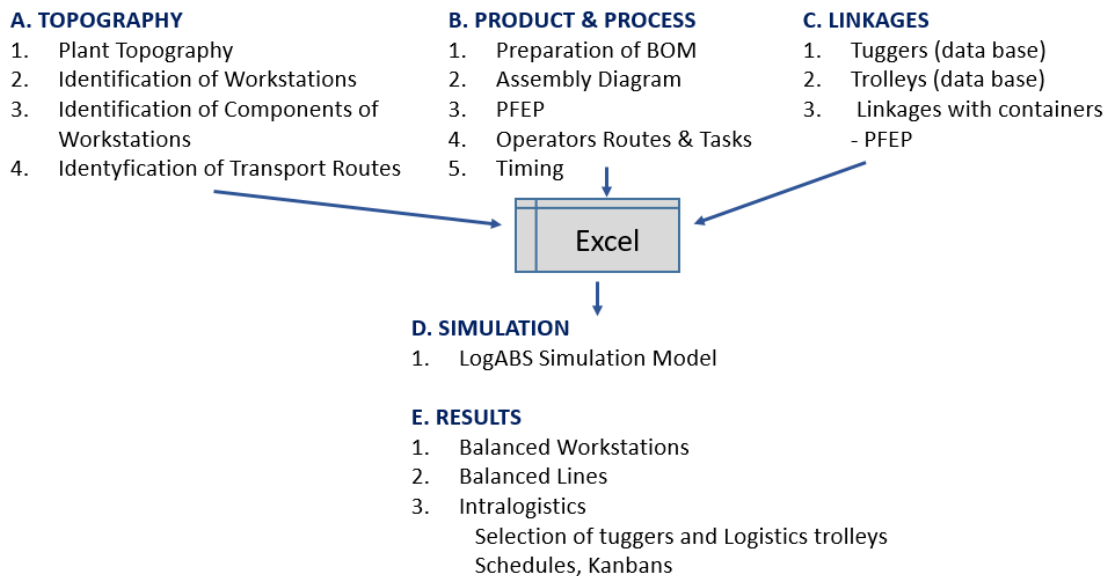 A. TOPOGRAPHY
1. Plant Topography
2. Identification of Workstations
3. Identification of Components of
Workstations
4. Identyfication of Transport Routes
B. PRODUCT & PROCESS
1. Preparation of BOM
2. Assembly Diagram
3. PFEP
4. Operators Routes & Tasks
5. Timing
C. LINKAGES
1. Tuggers (data base)
2. Trolleys (data base)
3. Linkages with containers
- PFEP
Excel
D. SIMULATION
1. LogABS Simulation Model
E. RESULTS
1. Balanced Workstations
2. Balanced Lines
3. Intralogistics
Selection of tuggers and Logistics trolleys
Schedules, Kanbans